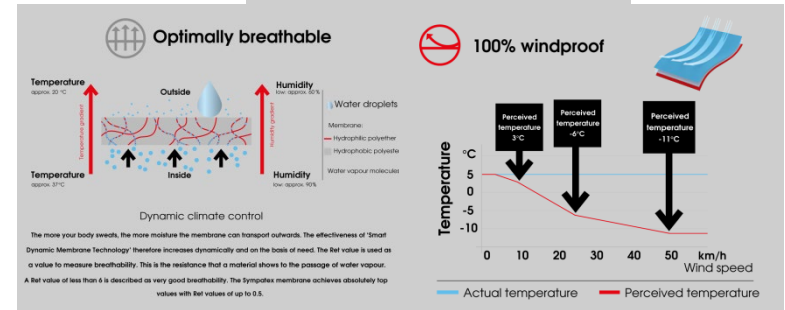 Optimally breathable
Temperature
approx. 20 °C
Temperature gradient
Outside
Humidity
low: approx. 60%
Humidity gradient
Water droplets
Membrane:
Hydrophilic polyether
Hydrophobic polyeste
Water vapour molecules
Temperature
approx. 37°C
Inside
Humidity
low: approx. 90%
Dynamic climate control
The more your body sweats, the more moisture the membrane can transport outwards. The effectiveness of 'Smart
Dynamic Membrane Technology' therefore increases dynamically and on the basis of need. The Ret value is used as
a value to measure breathability. This is the resistance that a material shows to the passage of water vapour.
A Ret value of less than 6 is described as very good breathability. The Sympatex membrane achieves absolutely top
values with Ret values of up to 0.5.
100% windproof
Perceived
temperature
3°C
Perceived
temperature
-6°C
Perceived
temperature
-11°C
Temperature
°C
5
0
-5
-10
0 10 20 30 40 50 km/h
Wind speed
Actual temperature
Perceived temperature